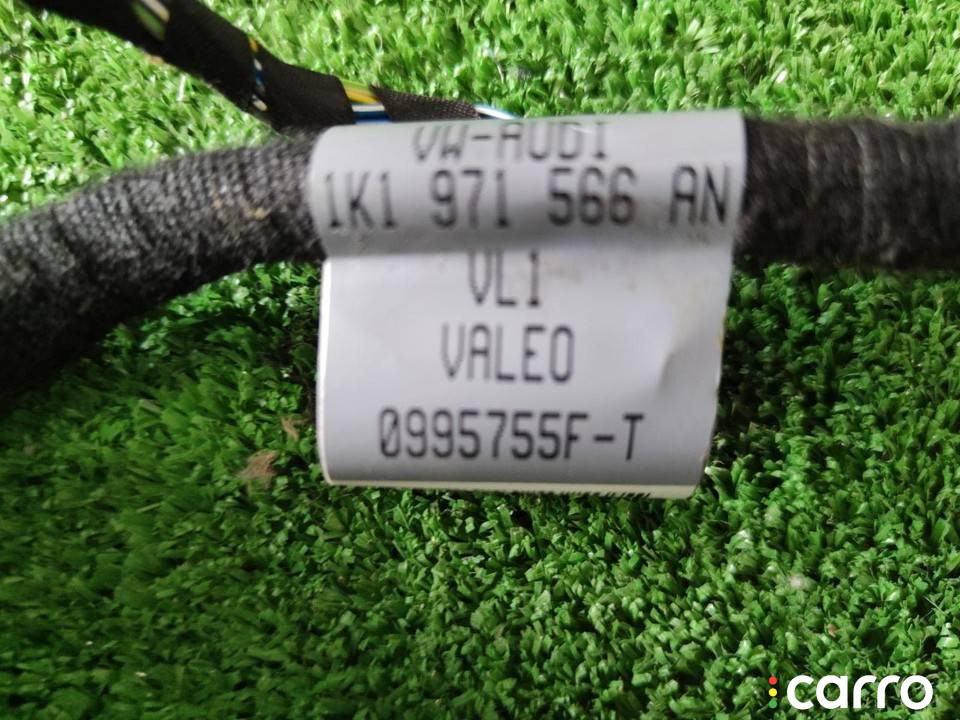 VW-AUDI
1K1 971 566 AN
VL1
VALEO
0995755F-T
carro